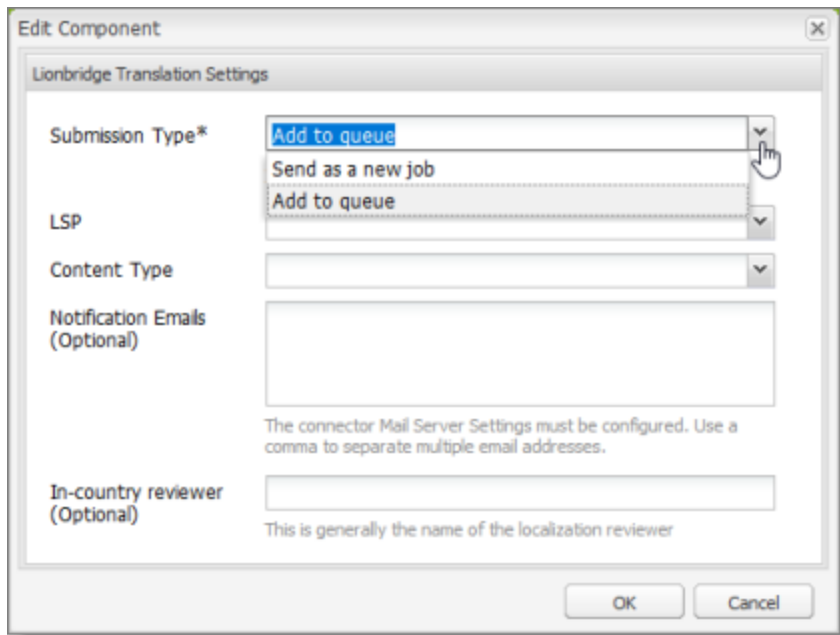 Edit Component
Lionbridge Translation Settings
Submission Type*
Add to queue
Send as a new job
Add to queue
LSP
Content Type
Notification Emails
(Optional)
The connector Mail Server Settings must be configured. Use a
comma to separate multiple email addresses.
In-country reviewer
(Optional)
This is generally the name of the localization reviewer
OK
Cancel